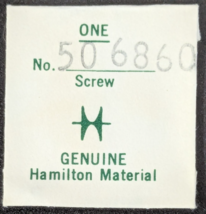 ONE
No. 506860
Screw
GENUINE
Hamilton Material